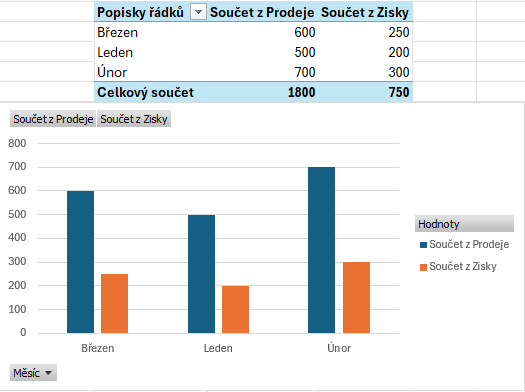 Popisky řádků Součet z Prodeje Součet z Zisky
Březen 600 250
Leden 500 200
Únor 700 300
Celkový součet 1800 750
Součet z Prodeje Součet z Zisky
800
700
600
500
400
300
200
100
0
Březen Leden Únor
Hodnoty
Součet z Prodeje
Součet z Zisky
Měsíc